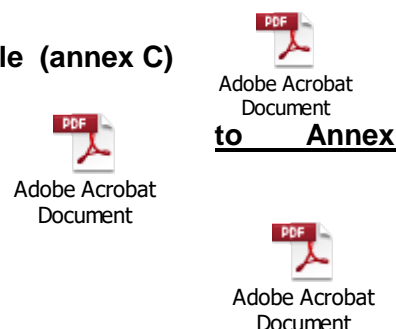 PDF
le (annex C)
Adobe Acrobat
Document
to Annex
PDF
Adobe Acrobat
Document
PDF
Adobe Acrobat
Document